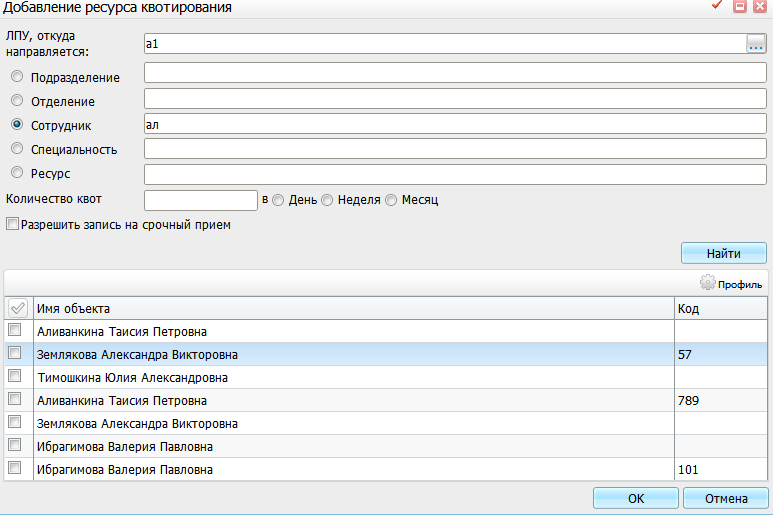 Добавление ресурса квотирования
ЛПУ, откуда
направляется:
а1
...
Подразделение
Отделение
Сотрудник
ал
Специальность
Ресурс
Количество квот
в День Неделя Месяц
Разрешить запись на срочный прием
Найти
Профиль
Имя объекта Код
Аливанкина Таисия Петровна
Землякова Александра Викторовна 57
Тимошкина Юлия Александровна
Аливанкина Таисия Петровна 789
Землякова Александра Викторовна
Ибрагимова Валерия Павловна
Ибрагимова Валерия Павловна 101
ОК Отмена